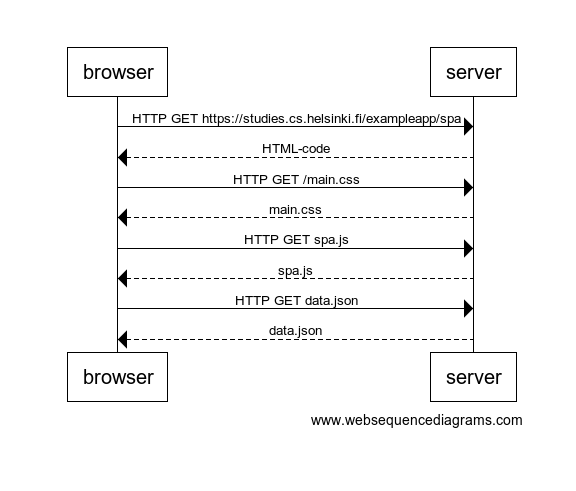 browser server
HTTP GET https://studies.cs.helsinki.fi/exampleapp/spa
HTML-code
HTTP GET /main.css
main.css
HTTP GET spa.js
spa.js
HTTP GET data.json
data.json
browser server
www.websequencediagrams.com